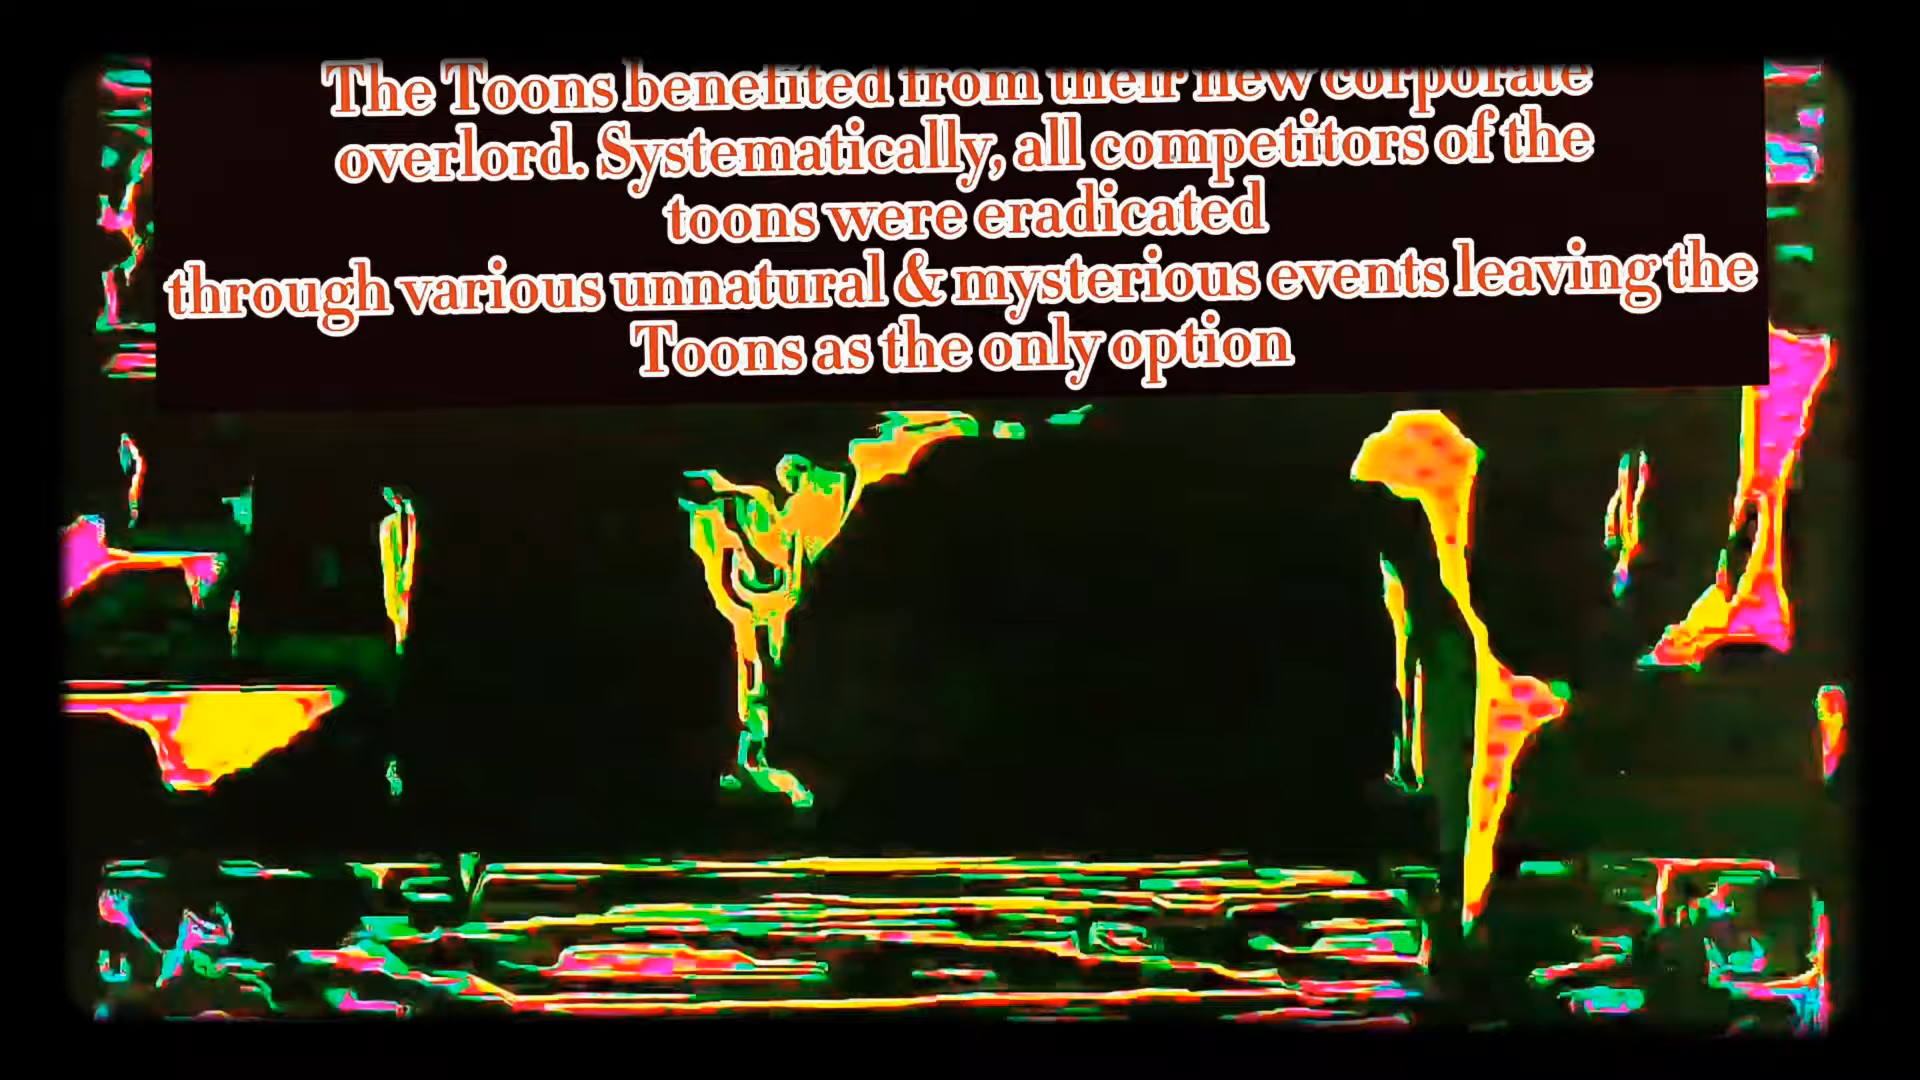 The Toons benefited from their new corporate
overlord. Systematically, all competitors of the
toons were eradicated
through various unnatural & mysterious events leaving the
Toons as the only option